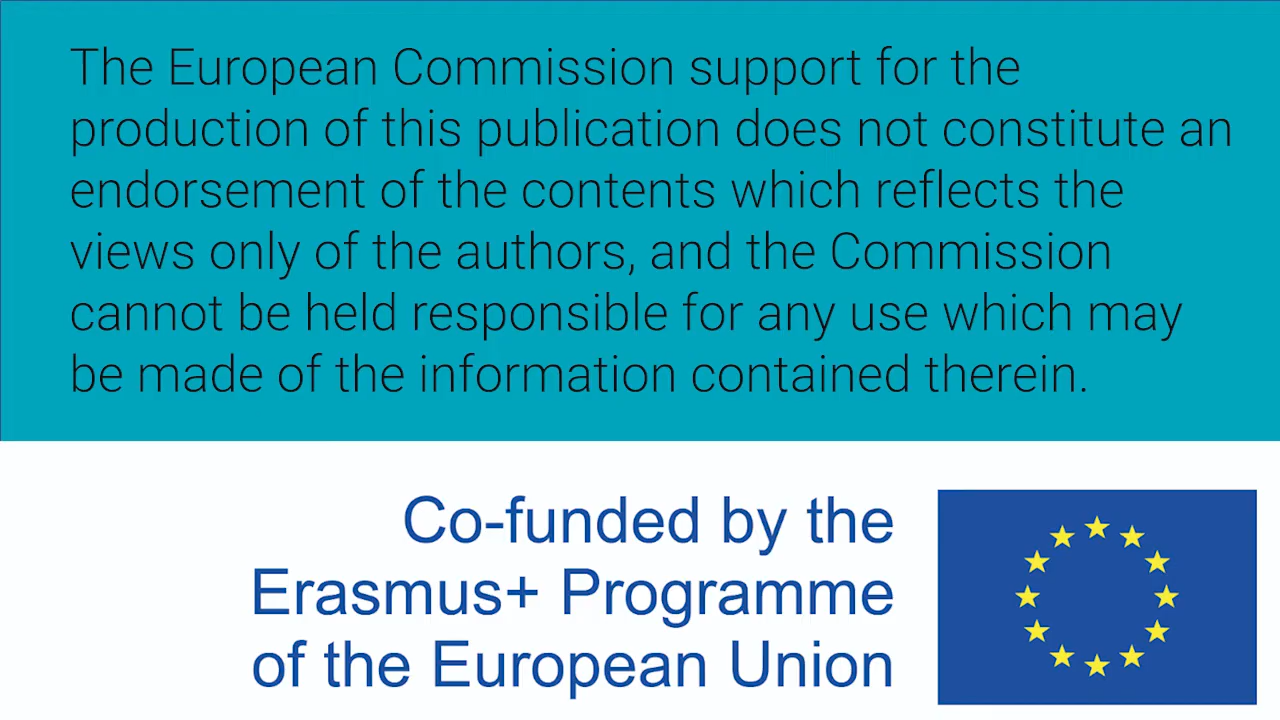 The European Commission support for the
production of this publication does not constitute an
endorsement of the contents which reflects the
views only of the authors, and the Commission
cannot be held responsible for any use which may
be made of the information contained therein.
Co-funded by the
Erasmus+ Programme
of the European Union